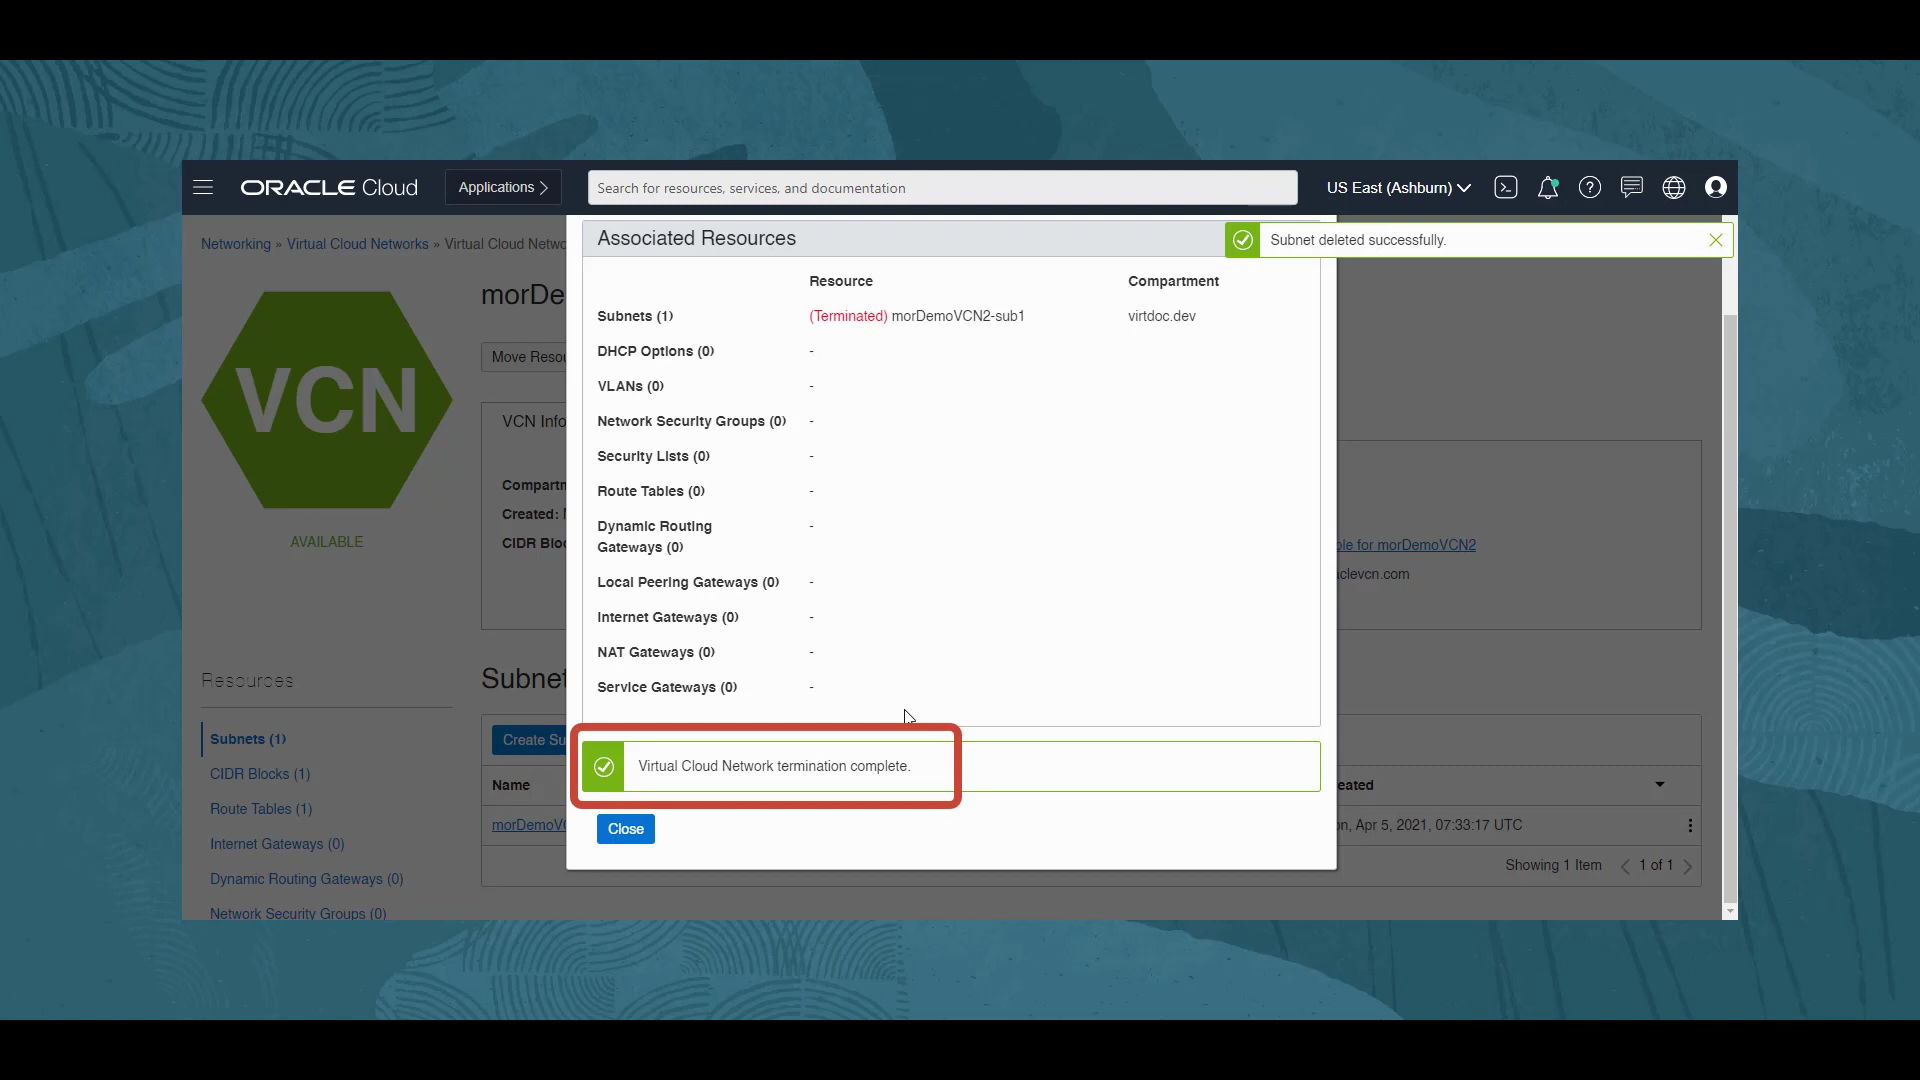 ORACLE Cloud
Applications
Search for resources, services, and documentation
US East (Ashburn)
Networking » Virtual Cloud Networks » Virtual Cloud Netwo
Associated Resources
Subnet deleted successfully.
Resource
Compartment
morDe
VCN
AVAILABLE
Move Resou
VCN Info
Compartm
Created:
CIDR Bloc
Subnets (1)
(Terminated) morDemoVCN2-sub1
virtdoc.dev
DHCP Options (0)
-
VLANs (0)
-
Network Security Groups (0)
-
Security Lists (0)
-
Route Tables (0)
-
Dynamic Routing
Gateways (0)
-
Local Peering Gateways (0)
-
Internet Gateways (0)
-
NAT Gateways (0)
-
Service Gateways (0)
-
ble for morDemoVCN2
aclevcn.com
Resources
Subnets (1)
CIDR Blocks (1)
Route Tables (1)
Internet Gateways (0)
Dynamic Routing Gateways (0)
Network Security Groups (0)
Subnet
Create Su
Name
eated
morDemoVC
on, Apr 5, 2021, 07:33:17 UTC
Showing 1 Item
1 of 1
Virtual Cloud Network termination complete.
Close